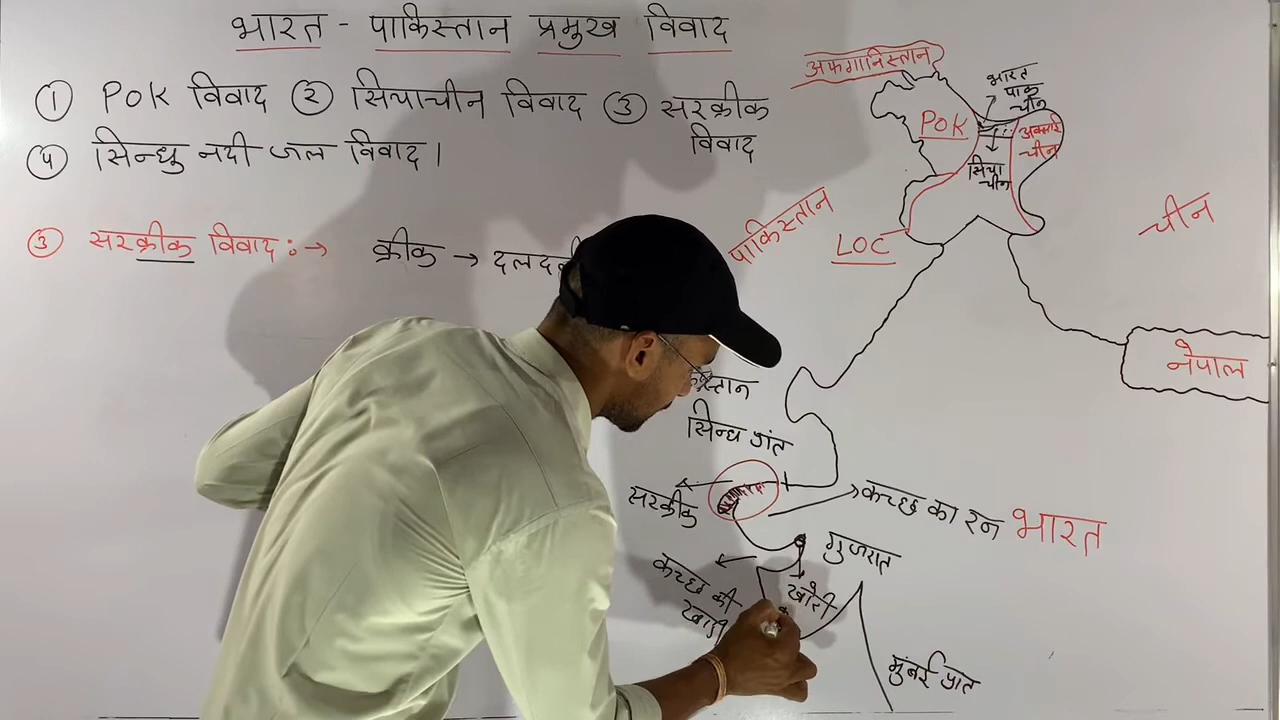 भारत - पाकिस्तान प्रमुख विवाद
① POK विवाद ② सियाचीन विवाद ③ सरक्रीक
विवाद
④ सिन्धु नदी जल विवाद।
③ सरक्रीक विवाद :→ क्रीक → दलद
अफगानिस्तान
भारत
पाक
चीन
POK
अक्साई
चीन
सिया
चीन
पाकिस्तान
LOC
चीन
नेपाल
सिन्ध प्रांत
सरक्रीक
कच्छ का रन भारत
गुजरात
कच्छ की
खाड़ी
खोरी
मुंबई प्रांत